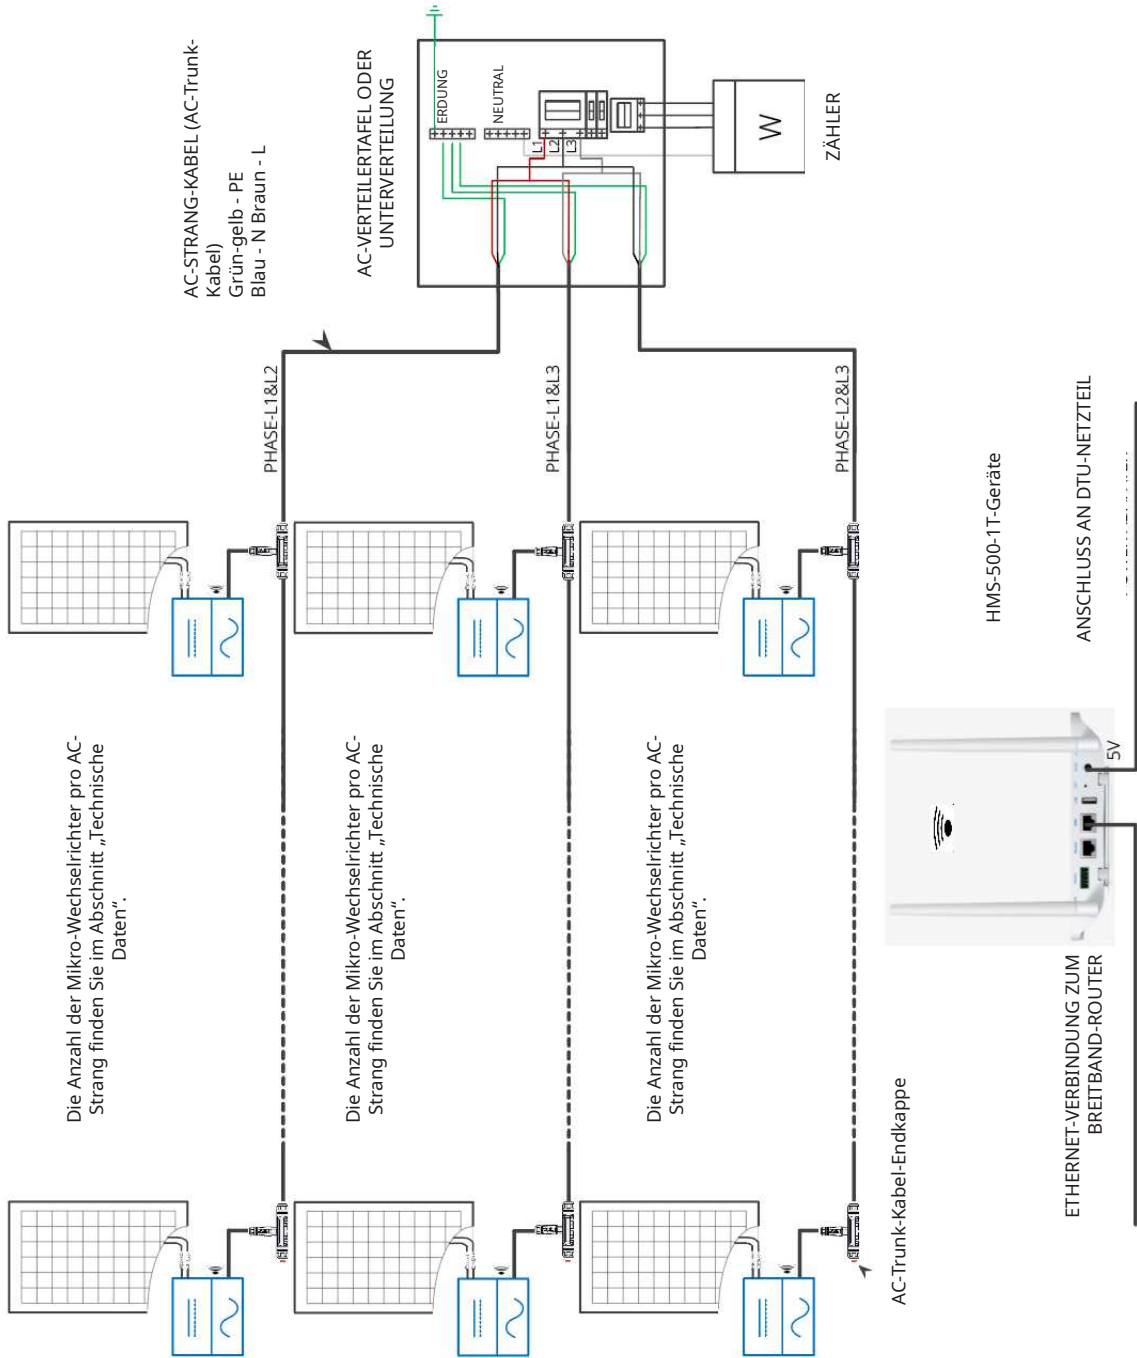 AC-STRANG-KABEL (AC-Trunk-
Kabel)
Grün-gelb - PE
Blau - N Braun - L
AC-VERTEILERTAFEL ODER
UNTERVERTEILUNG
ERDUNG
NEUTRAL
L1
L2
L3
W
ZÄHLER
PHASE-L1&L2
PHASE-L1&L3
PHASE-L2&L3
Die Anzahl der Mikro-Wechselrichter pro AC-
Strang finden Sie im Abschnitt „Technische
Daten“.
Die Anzahl der Mikro-Wechselrichter pro AC-
Strang finden Sie im Abschnitt „Technische
Daten“.
Die Anzahl der Mikro-Wechselrichter pro AC-
Strang finden Sie im Abschnitt „Technische
Daten“.
HMS-500-1T-Geräte
ANSCHLUSS AN DTU-NETZTEIL
5V
ETHERNET-VERBINDUNG ZUM
BREITBAND-ROUTER
AC-Trunk-Kabel-Endkappe